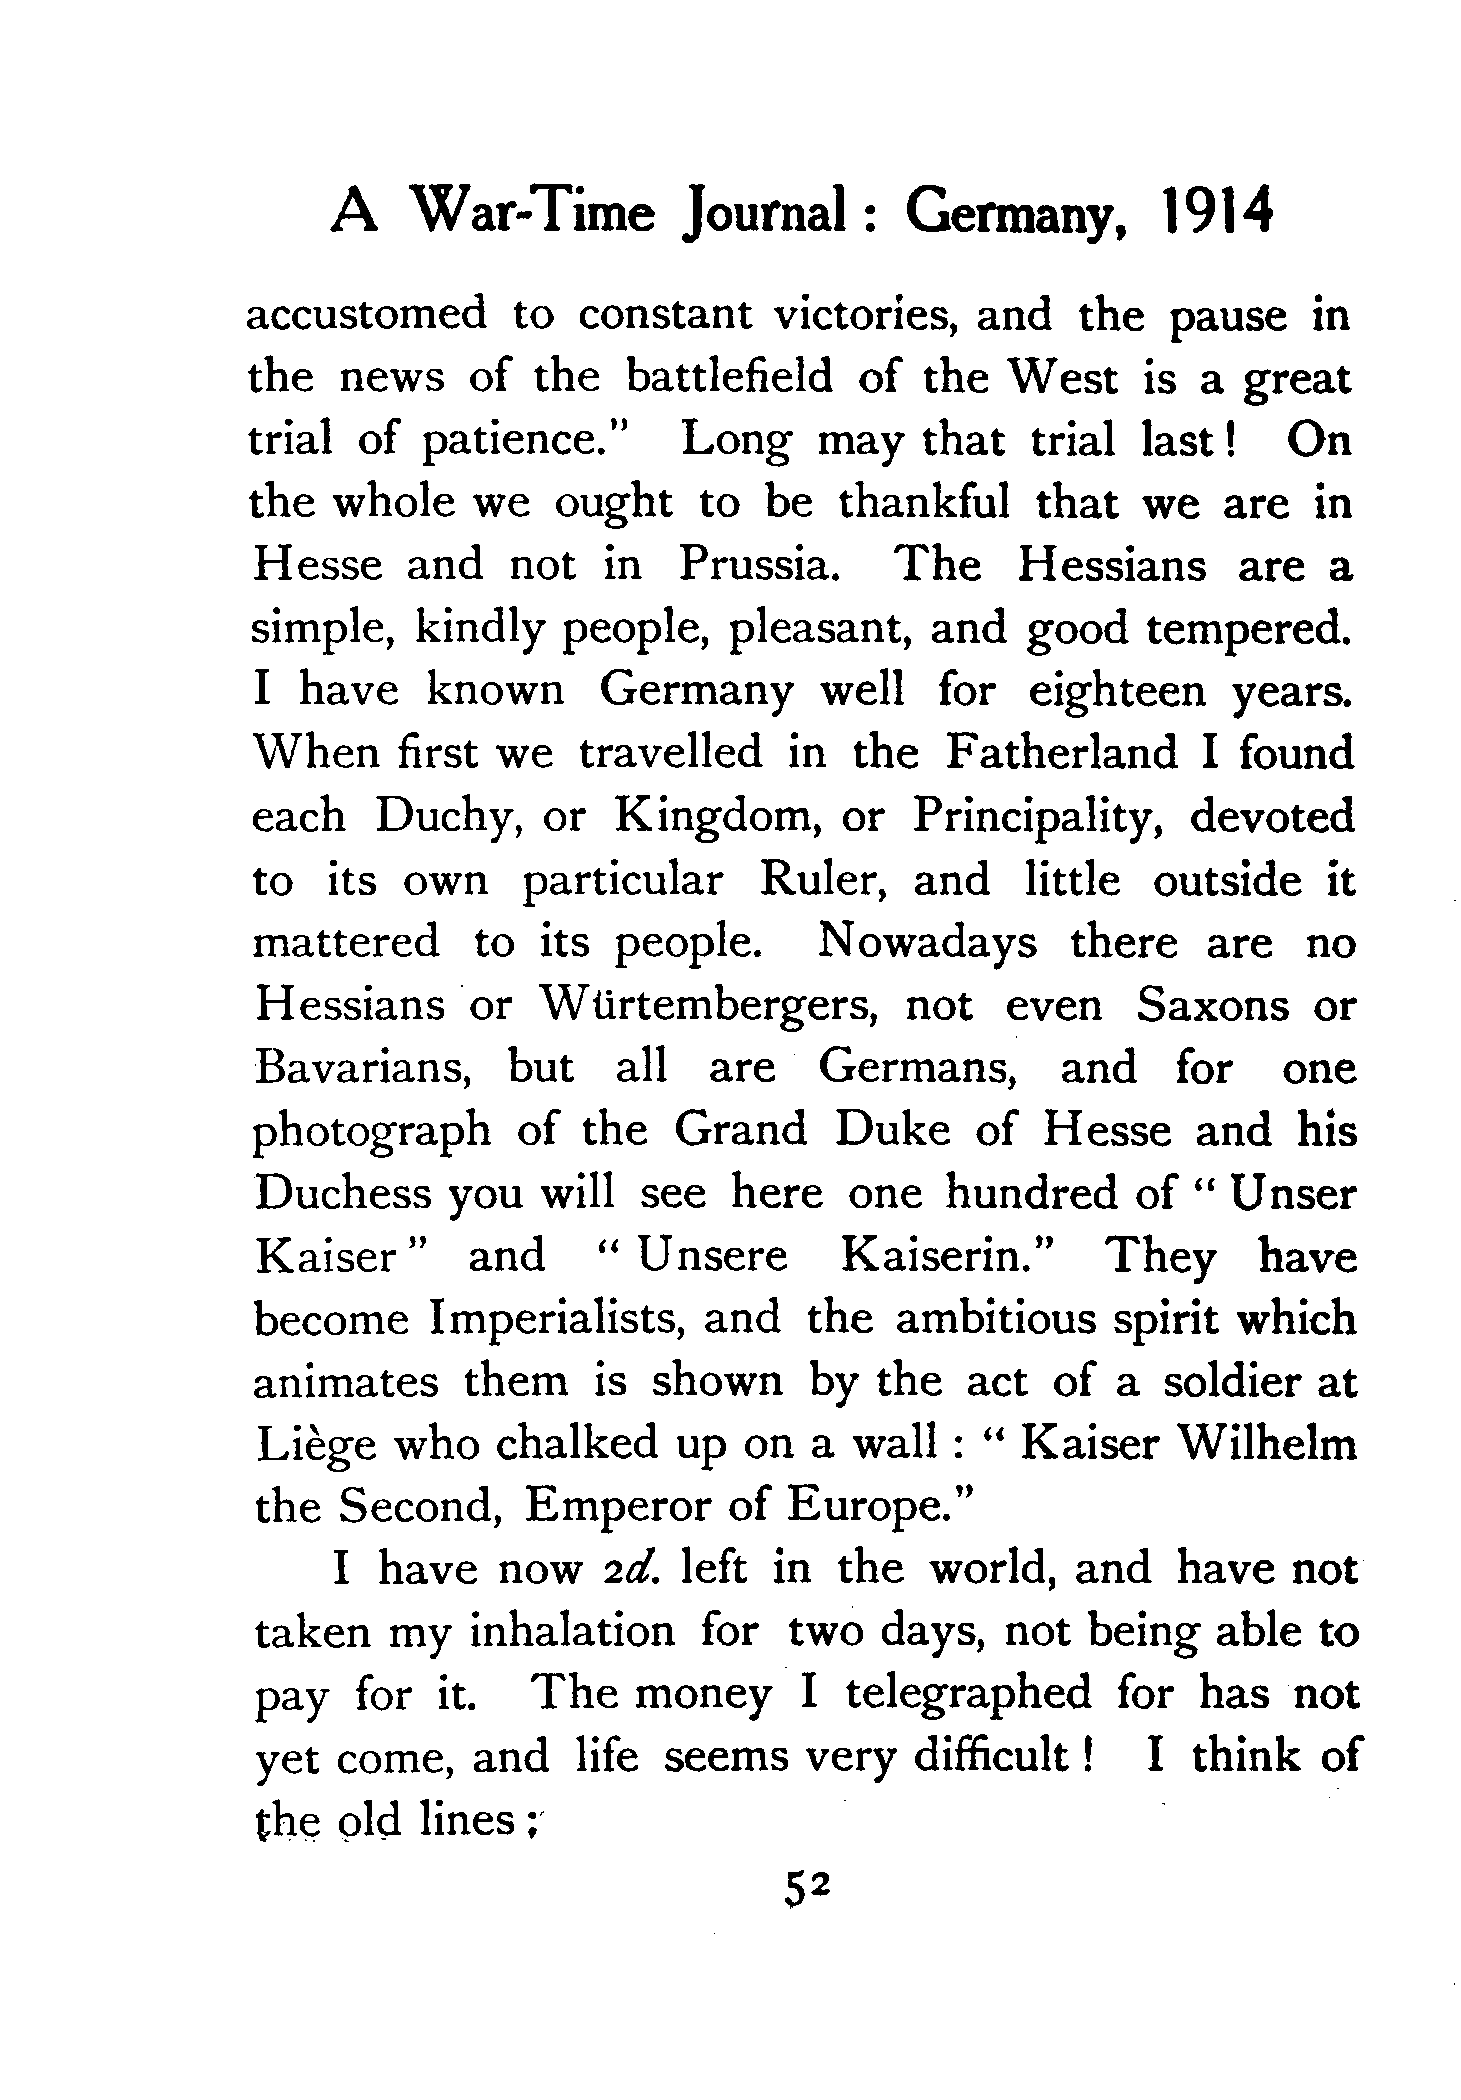 A War-Time Journal : Germany, 1914
accustomed to constant victories, and the pause in
the news of the battlefield of the West is a great
trial of patience." Long may that trial last ! On
the whole we ought to be thankful that we are in
Hesse and not in Prussia. The Hessians are a
simple, kindly people, pleasant, and good tempered.
I have known Germany well for eighteen years.
When first we travelled in the Fatherland I found
each Duchy, or Kingdom, or Principality, devoted
to its own particular Ruler, and little outside it
mattered to its people. Nowadays there are no
Hessians or Würtembergers, not even Saxons or
Bavarians, but all are Germans, and for one
photograph of the Grand Duke of Hesse and his
Duchess you will see here one hundred of “ Unser
Kaiser ” and “ Unsere Kaiserin.” They have
become Imperialists, and the ambitious spirit which
animates them is shown by the act of a soldier at
Liège who chalked up on a wall : “ Kaiser Wilhelm
the Second, Emperor of Europe.”
I have now 2d. left in the world, and have not
taken my inhalation for two days, not being able to
pay for it. The money I telegraphed for has not
yet come, and life seems very difficult ! I think of
the old lines ;
52